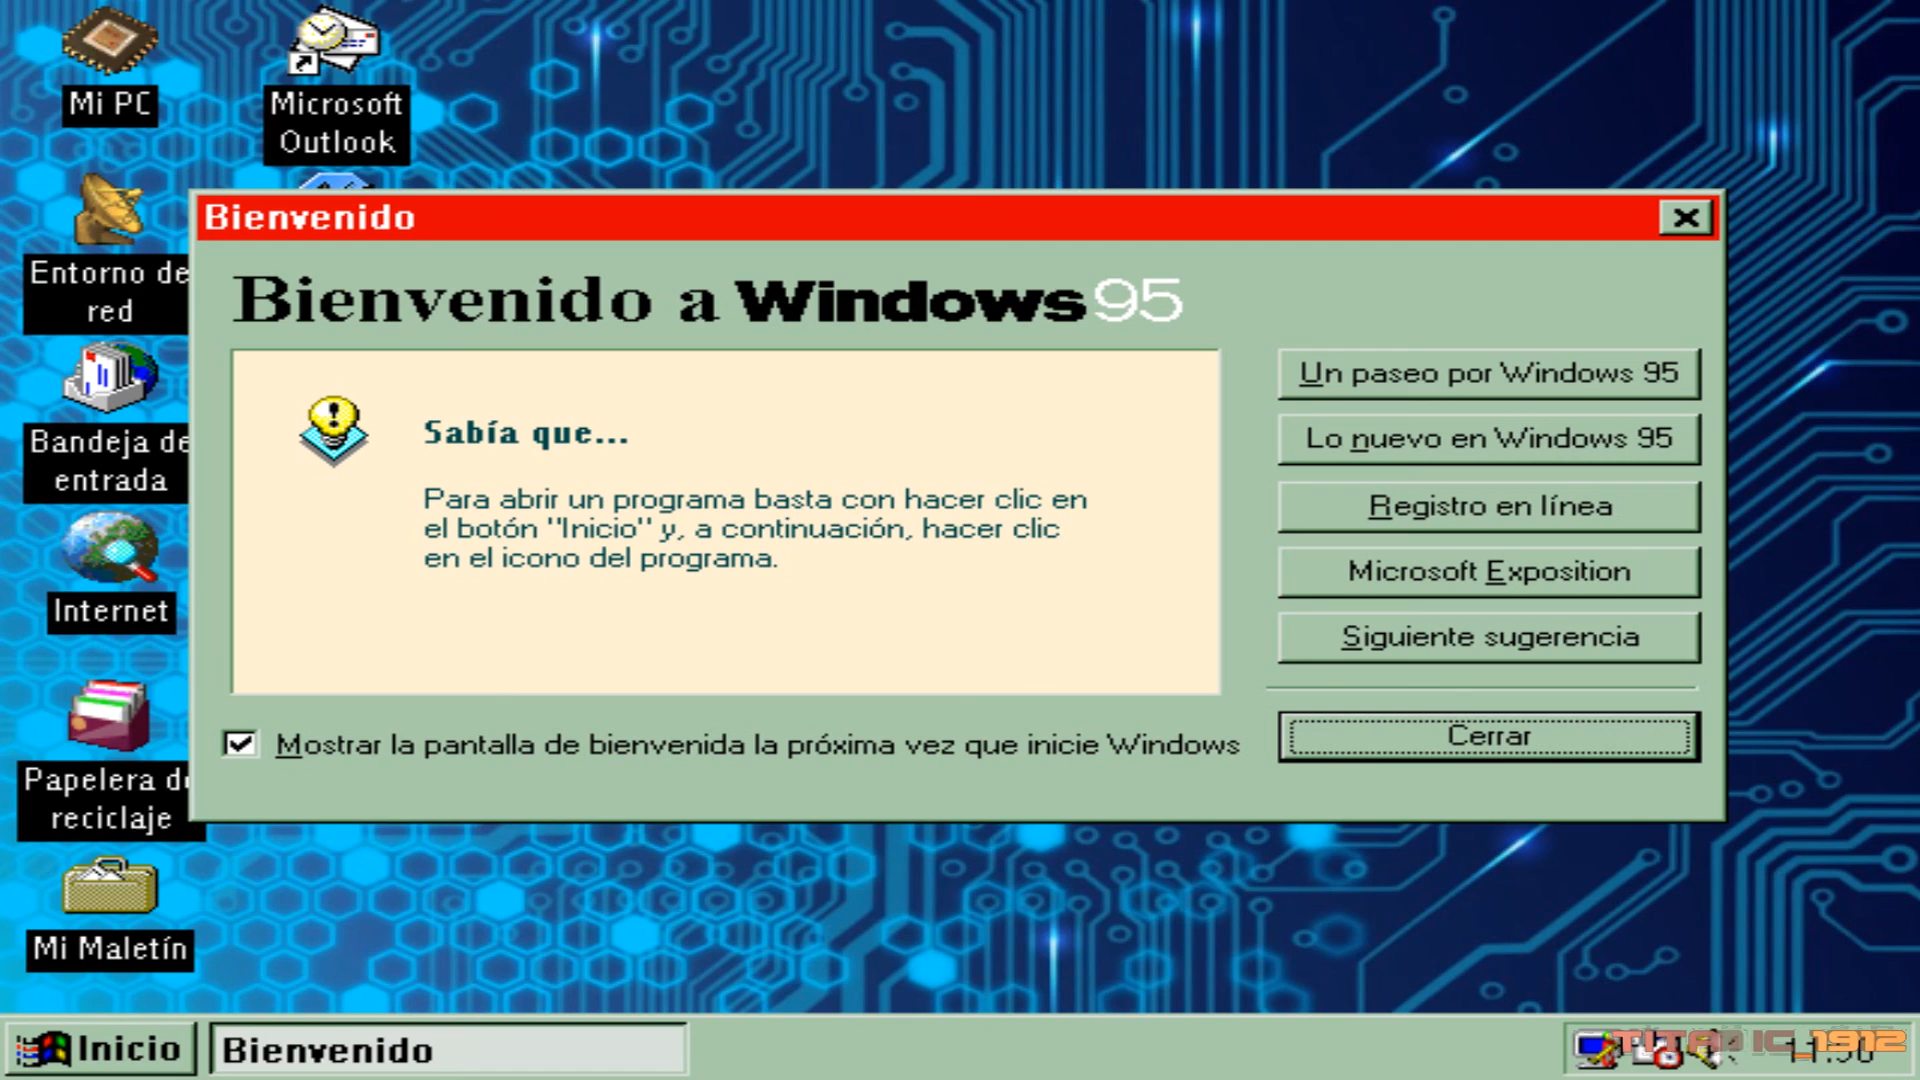 Mi PC
Microsoft
Outlook
Entorno de
red
Bandeja de
entrada
Internet
Papelera de
reciclaje
Mi Maletín
Bienvenido
Bienvenido a Windows 95
Sabía que...
Para abrir un programa basta con hacer clic en
el botón "Inicio" y, a continuación, hacer clic
en el icono del programa.
Un paseo por Windows 95
Lo nuevo en Windows 95
Registro en línea
Microsoft Exposition
Siguiente sugerencia
Mostrar la pantalla de bienvenida la próxima vez que inicie Windows
Cerrar
Inicio
Bienvenido
TITANIC_1912